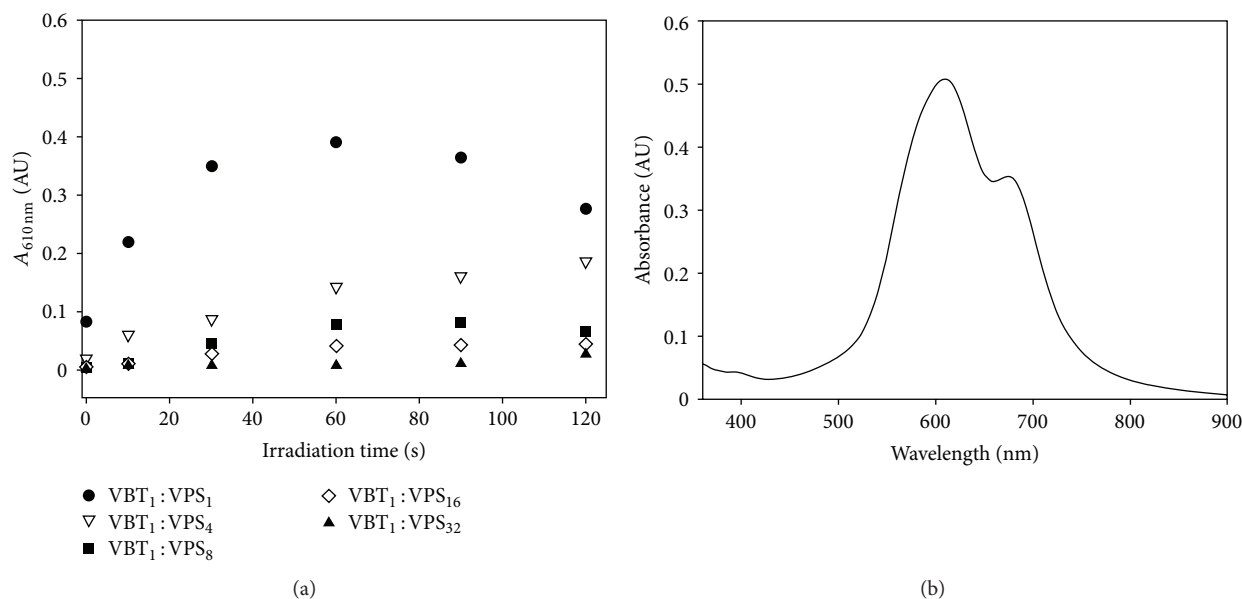 0.6
0.5
0.4
0.3
0.2
0.1
0
A610 nm (AU)
0 20 40 60 80 100 120
Irradiation time (s)
VBT1 : VPS1
VBT1 : VPS4
VBT1 : VPS8
VBT1 : VPS16
VBT1 : VPS32
(a)
0.6
0.5
0.4
0.3
0.2
0.1
0
Absorbance (AU)
400 500 600 700 800 900
Wavelength (nm)
(b)